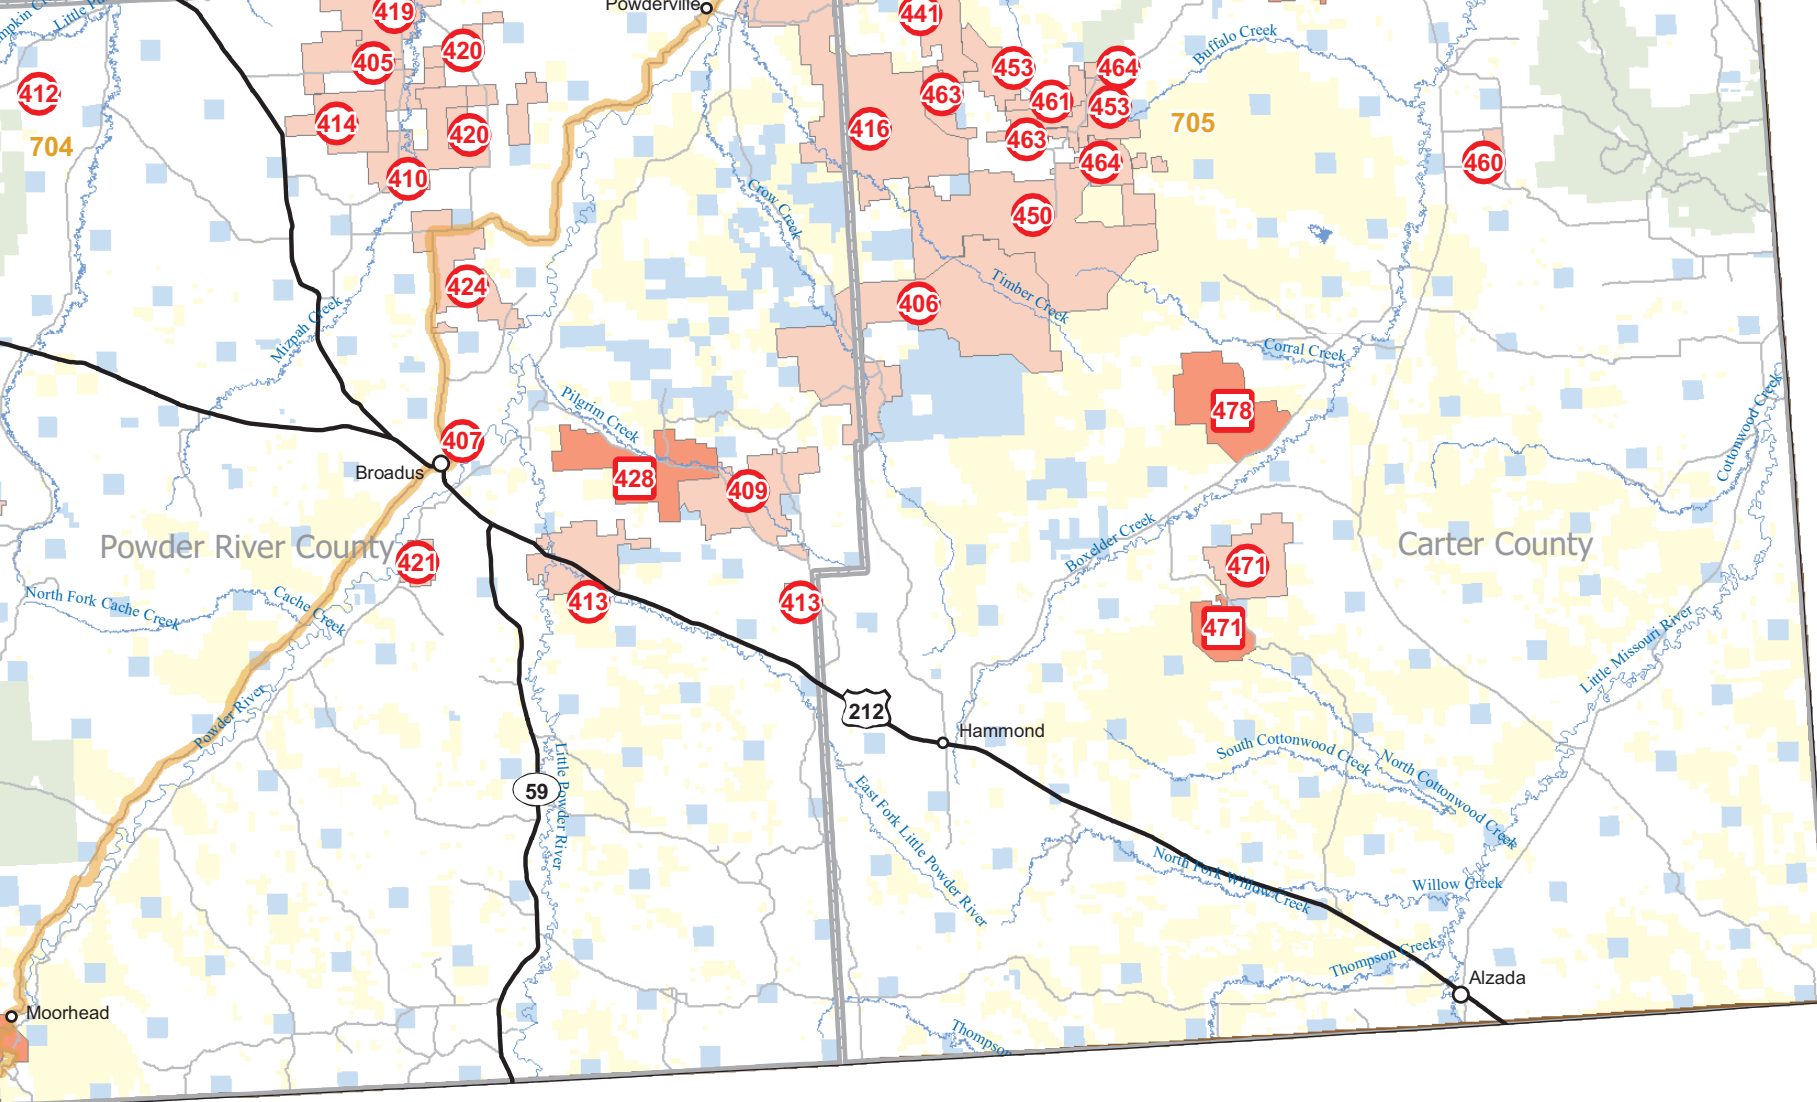 Powderville
419
441
Buffalo Creek
420
405
453
464
412
463
461
453
414
416
705
420
463
704
460
464
410
Crow Creek
450
424
Timber Creek
406
Mizpah Creek
Corral Creek
Pilgrim Creek
478
Cottonwood Creek
407
Broadus
428
409
Boxelder Creek
Powder River County
Carter County
421
471
North Fork Cache Creek
Cache Creek
413
413
471
Little Missouri River
Powder River
212
Hammond
South Cottonwood Creek
North Cottonwood Creek
59
Little Powder River
East Fork Little Powder River
North Fork Willow Creek
Willow Creek
Thompson Creek
Alzada
Moorhead
Thompson